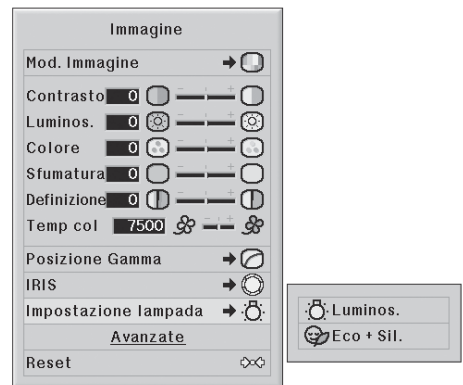 Immagine
Mod. Immagine
Contrasto 0
Luminos. 0
Colore 0
Sfumatura 0
Definizione 0
Temp col 7500
Posizione Gamma
IRIS
Impostazione lampada
Avanzate
Reset
Luminos.
Eco + Sil.